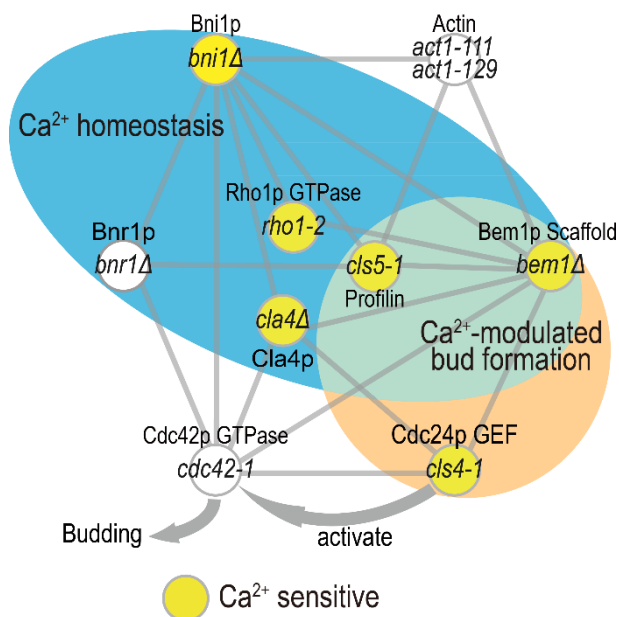 Bni1p
bni1Δ
Actin
act1-111
act1-129
Ca²⁺ homeostasis
Rho1p GTPase
rho1-2
Bnr1p
bnr1Δ
Bem1p Scaffold
bem1Δ
cls5-1
Profilin
cla4Δ
Cla4p
Ca²⁺-modulated
bud formation
Cdc42p GTPase
cdc42-1
Cdc24p GEF
cls4-1
Budding
activate
Ca²⁺ sensitive